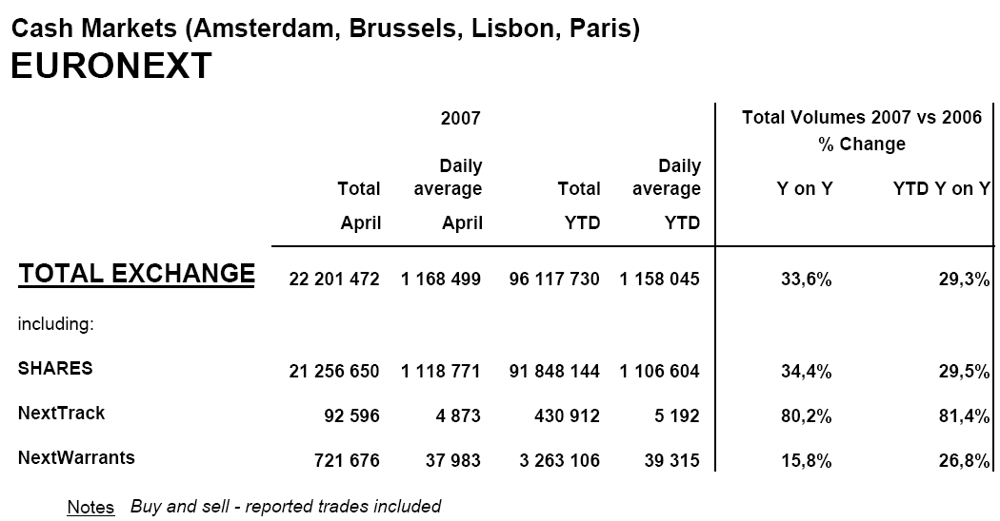 Cash Markets (Amsterdam, Brussels, Lisbon, Paris)
EURONEXT
2007 Total Volumes 2007 vs 2006
% Change
Daily Daily
Total average Total average Y on Y YTD Y on Y
April April YTD YTD
TOTAL EXCHANGE 22 201 472 1 168 499 96 117 730 1 158 045 33,6% 29,3%
including:
SHARES 21 256 650 1 118 771 91 848 144 1 106 604 34,4% 29,5%
NextTrack 92 596 4 873 430 912 5 192 80,2% 81,4%
NextWarrants 721 676 37 983 3 263 106 39 315 15,8% 26,8%
Notes Buy and sell - reported trades included